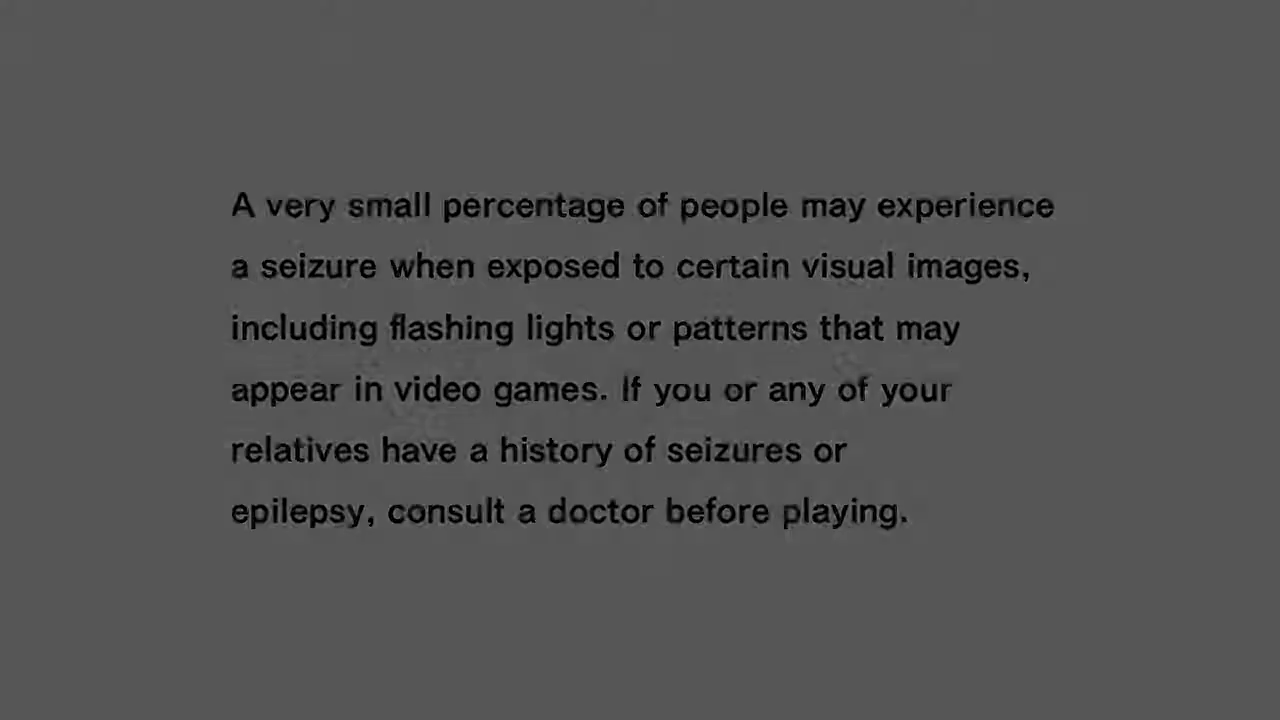 A very small percentage of people may experience
a seizure when exposed to certain visual images,
including flashing lights or patterns that may
appear in video games. If you or any of your
relatives have a history of seizures or
epilepsy, consult a doctor before playing.